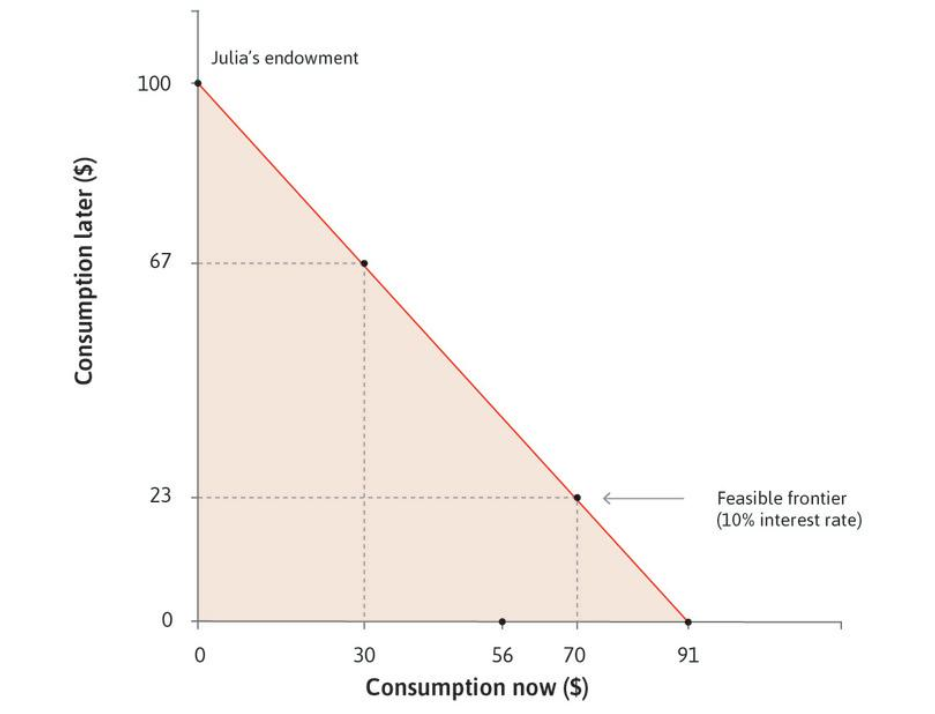 Julia's endowment
100
67
23
0
Consumption later ($)
Feasible frontier
(10% interest rate)
0
30
56
70
91
Consumption now ($)